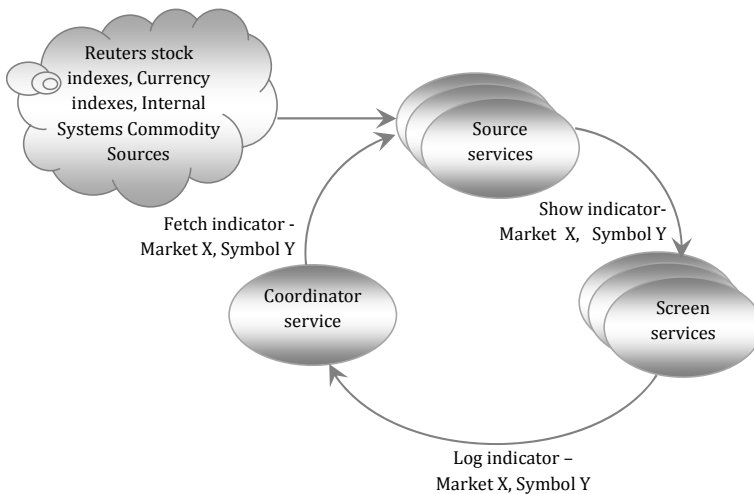 Reuters stock
indexes, Currency
indexes, Internal
Systems Commodity
Sources
Source
services
Fetch indicator -
Market X, Symbol Y
Show indicator-
Market X, Symbol Y
Coordinator
service
Screen
services
Log indicator –
Market X, Symbol Y